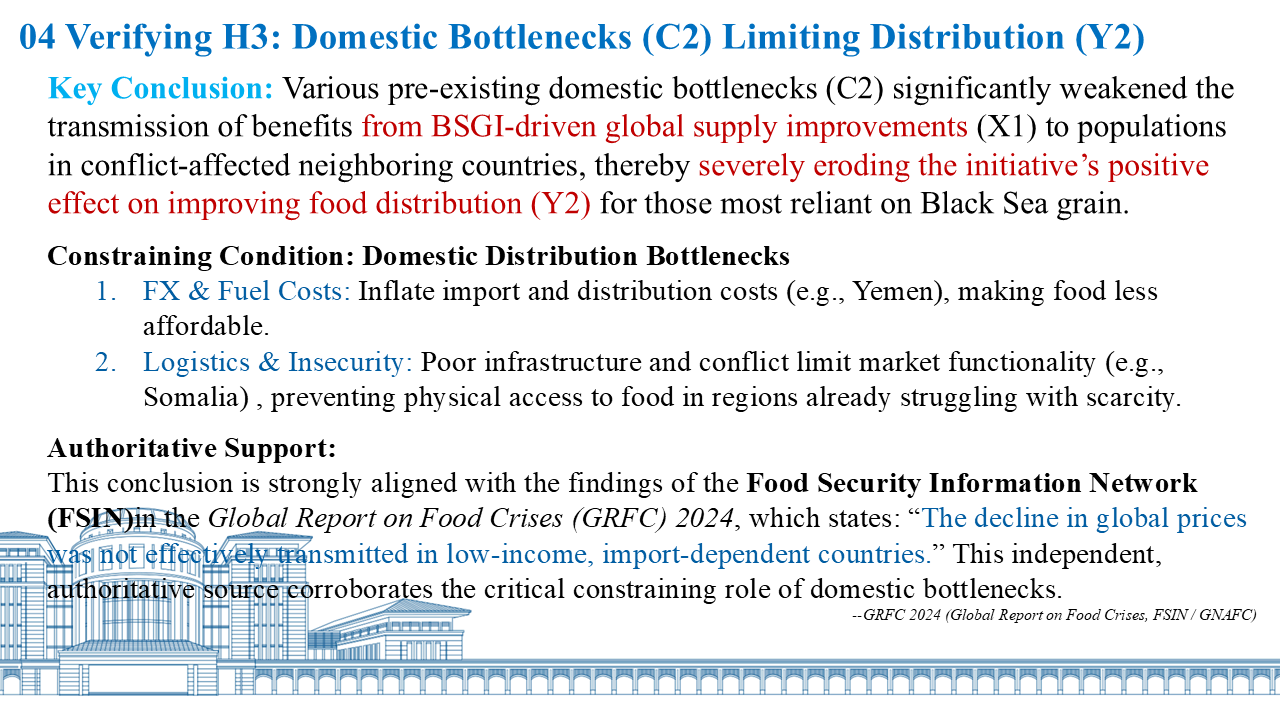 04 Verifying H3: Domestic Bottlenecks (C2) Limiting Distribution (Y2)
Key Conclusion: Various pre-existing domestic bottlenecks (C2) significantly weakened the
transmission of benefits from BSGI-driven global supply improvements (X1) to populations
in conflict-affected neighboring countries, thereby severely eroding the initiative’s positive
effect on improving food distribution (Y2) for those most reliant on Black Sea grain.
Constraining Condition: Domestic Distribution Bottlenecks
1. FX & Fuel Costs: Inflate import and distribution costs (e.g., Yemen), making food less
affordable.
2. Logistics & Insecurity: Poor infrastructure and conflict limit market functionality (e.g.,
Somalia) , preventing physical access to food in regions already struggling with scarcity.
Authoritative Support:
This conclusion is strongly aligned with the findings of the Food Security Information Network
(FSIN)in the Global Report on Food Crises (GRFC) 2024, which states: “The decline in global prices
was not effectively transmitted in low-income, import-dependent countries.” This independent,
authoritative source corroborates the critical constraining role of domestic bottlenecks.
--GRFC 2024 (Global Report on Food Crises, FSIN / GNAFC)